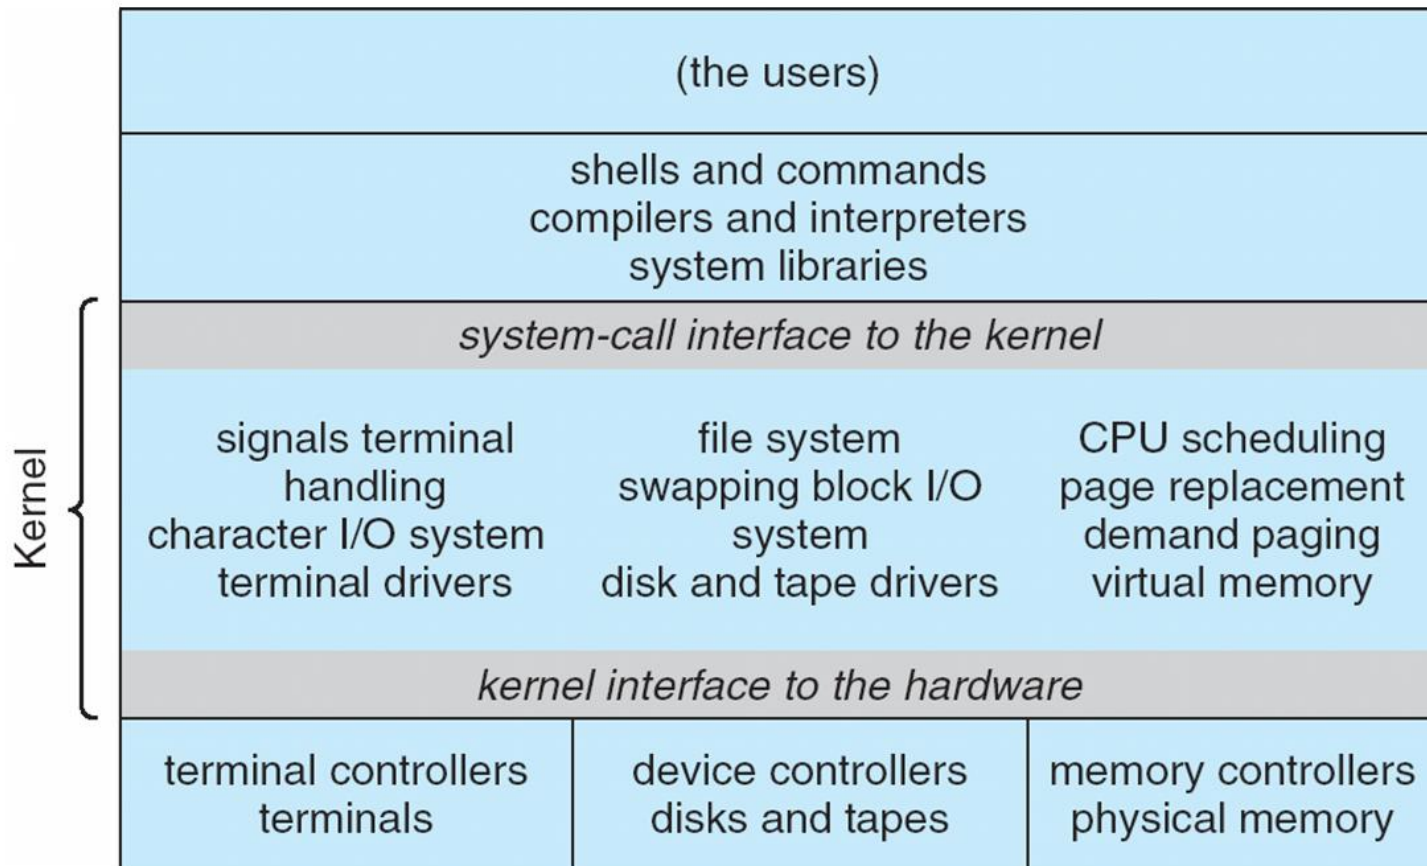 (the users)
shells and commands
compilers and interpreters
system libraries
Kernel
system-call interface to the kernel
signals terminal
handling
character I/O system
terminal drivers
file system
swapping block I/O
system
disk and tape drivers
CPU scheduling
page replacement
demand paging
virtual memory
kernel interface to the hardware
terminal controllers
terminals
device controllers
disks and tapes
memory controllers
physical memory